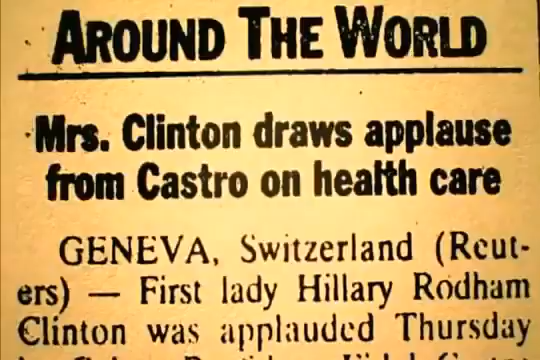 AROUND THE WORLD
Mrs. Clinton draws applause
from Castro on health care
GENEVA, Switzerland (Reut-
ers) — First lady Hillary Rodham
Clinton was applauded Thursday